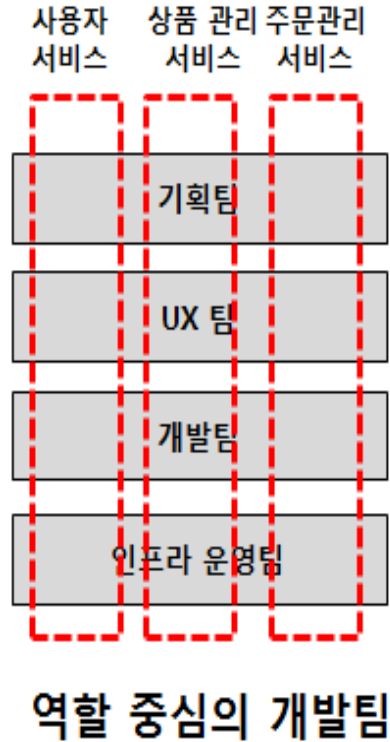 사용자 상품 관리 주문관리
서비스 서비스 서비스
기획팀
UX 팀
개발팀
인프라 운영팀
역할 중심의 개발팀